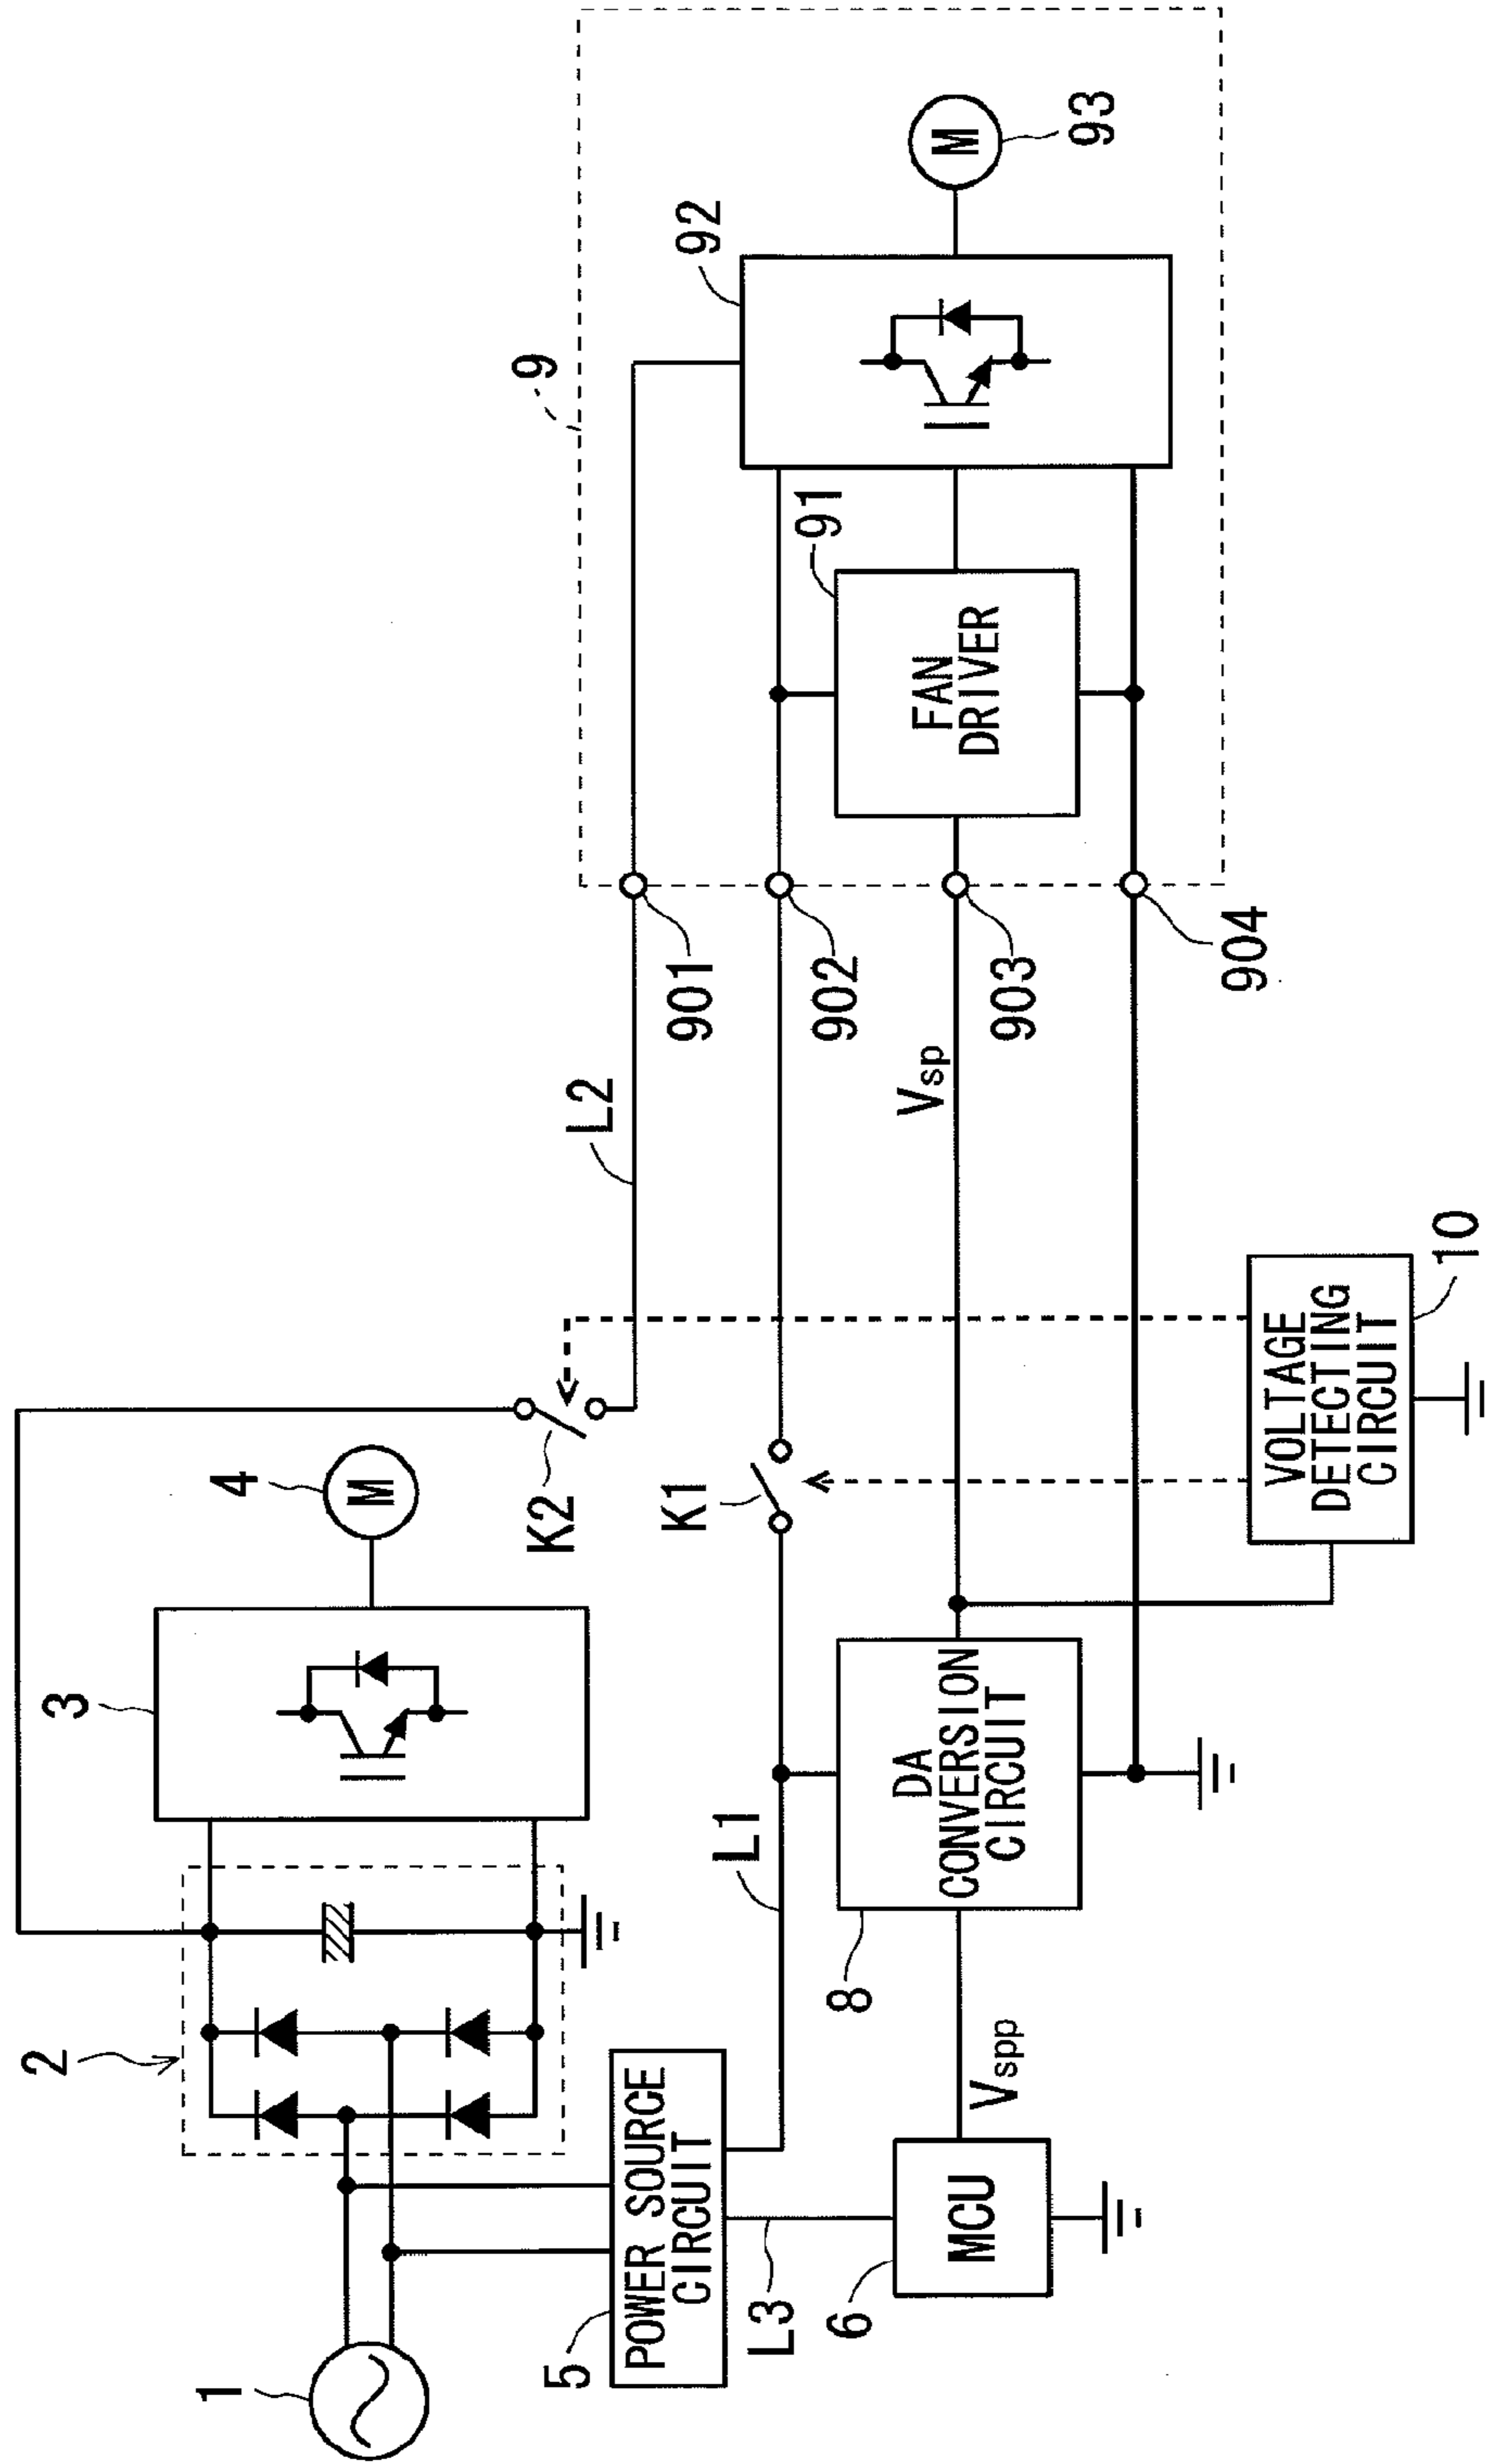 1
2
3
4
M
K2
L2
9
5
POWER SOURCE
CIRCUIT
L3
L1
K1
901
902
903
904
92
91
M
93
6
MCU
Vspp
8
DA
CONVERSION
CIRCUIT
Vsp
FAN
DRIVER
VOLTAGE
DETECTING
CIRCUIT
10